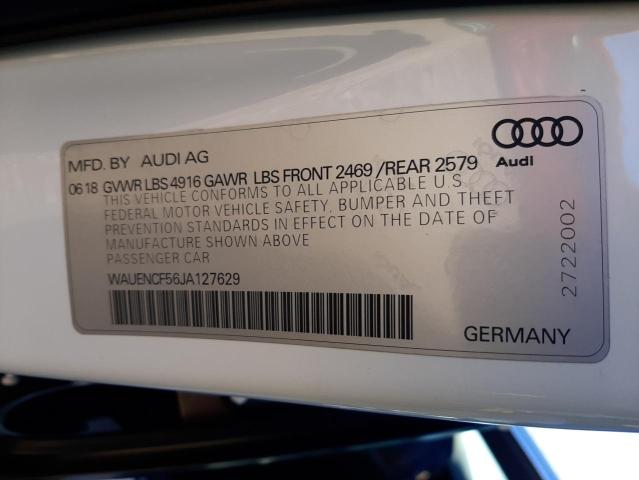 MFD. BY AUDI AG
Audi
06 18 GVWR LBS 4916 GAWR LBS FRONT 2469 /REAR 2579
THIS VEHICLE CONFORMS TO ALL APPLICABLE U.S.
FEDERAL MOTOR VEHICLE SAFETY, BUMPER AND THEFT
PREVENTION STANDARDS IN EFFECT ON THE DATE OF
MANUFACTURE SHOWN ABOVE
PASSENGER CAR
WAUENCF56JA127629
2722002
GERMANY